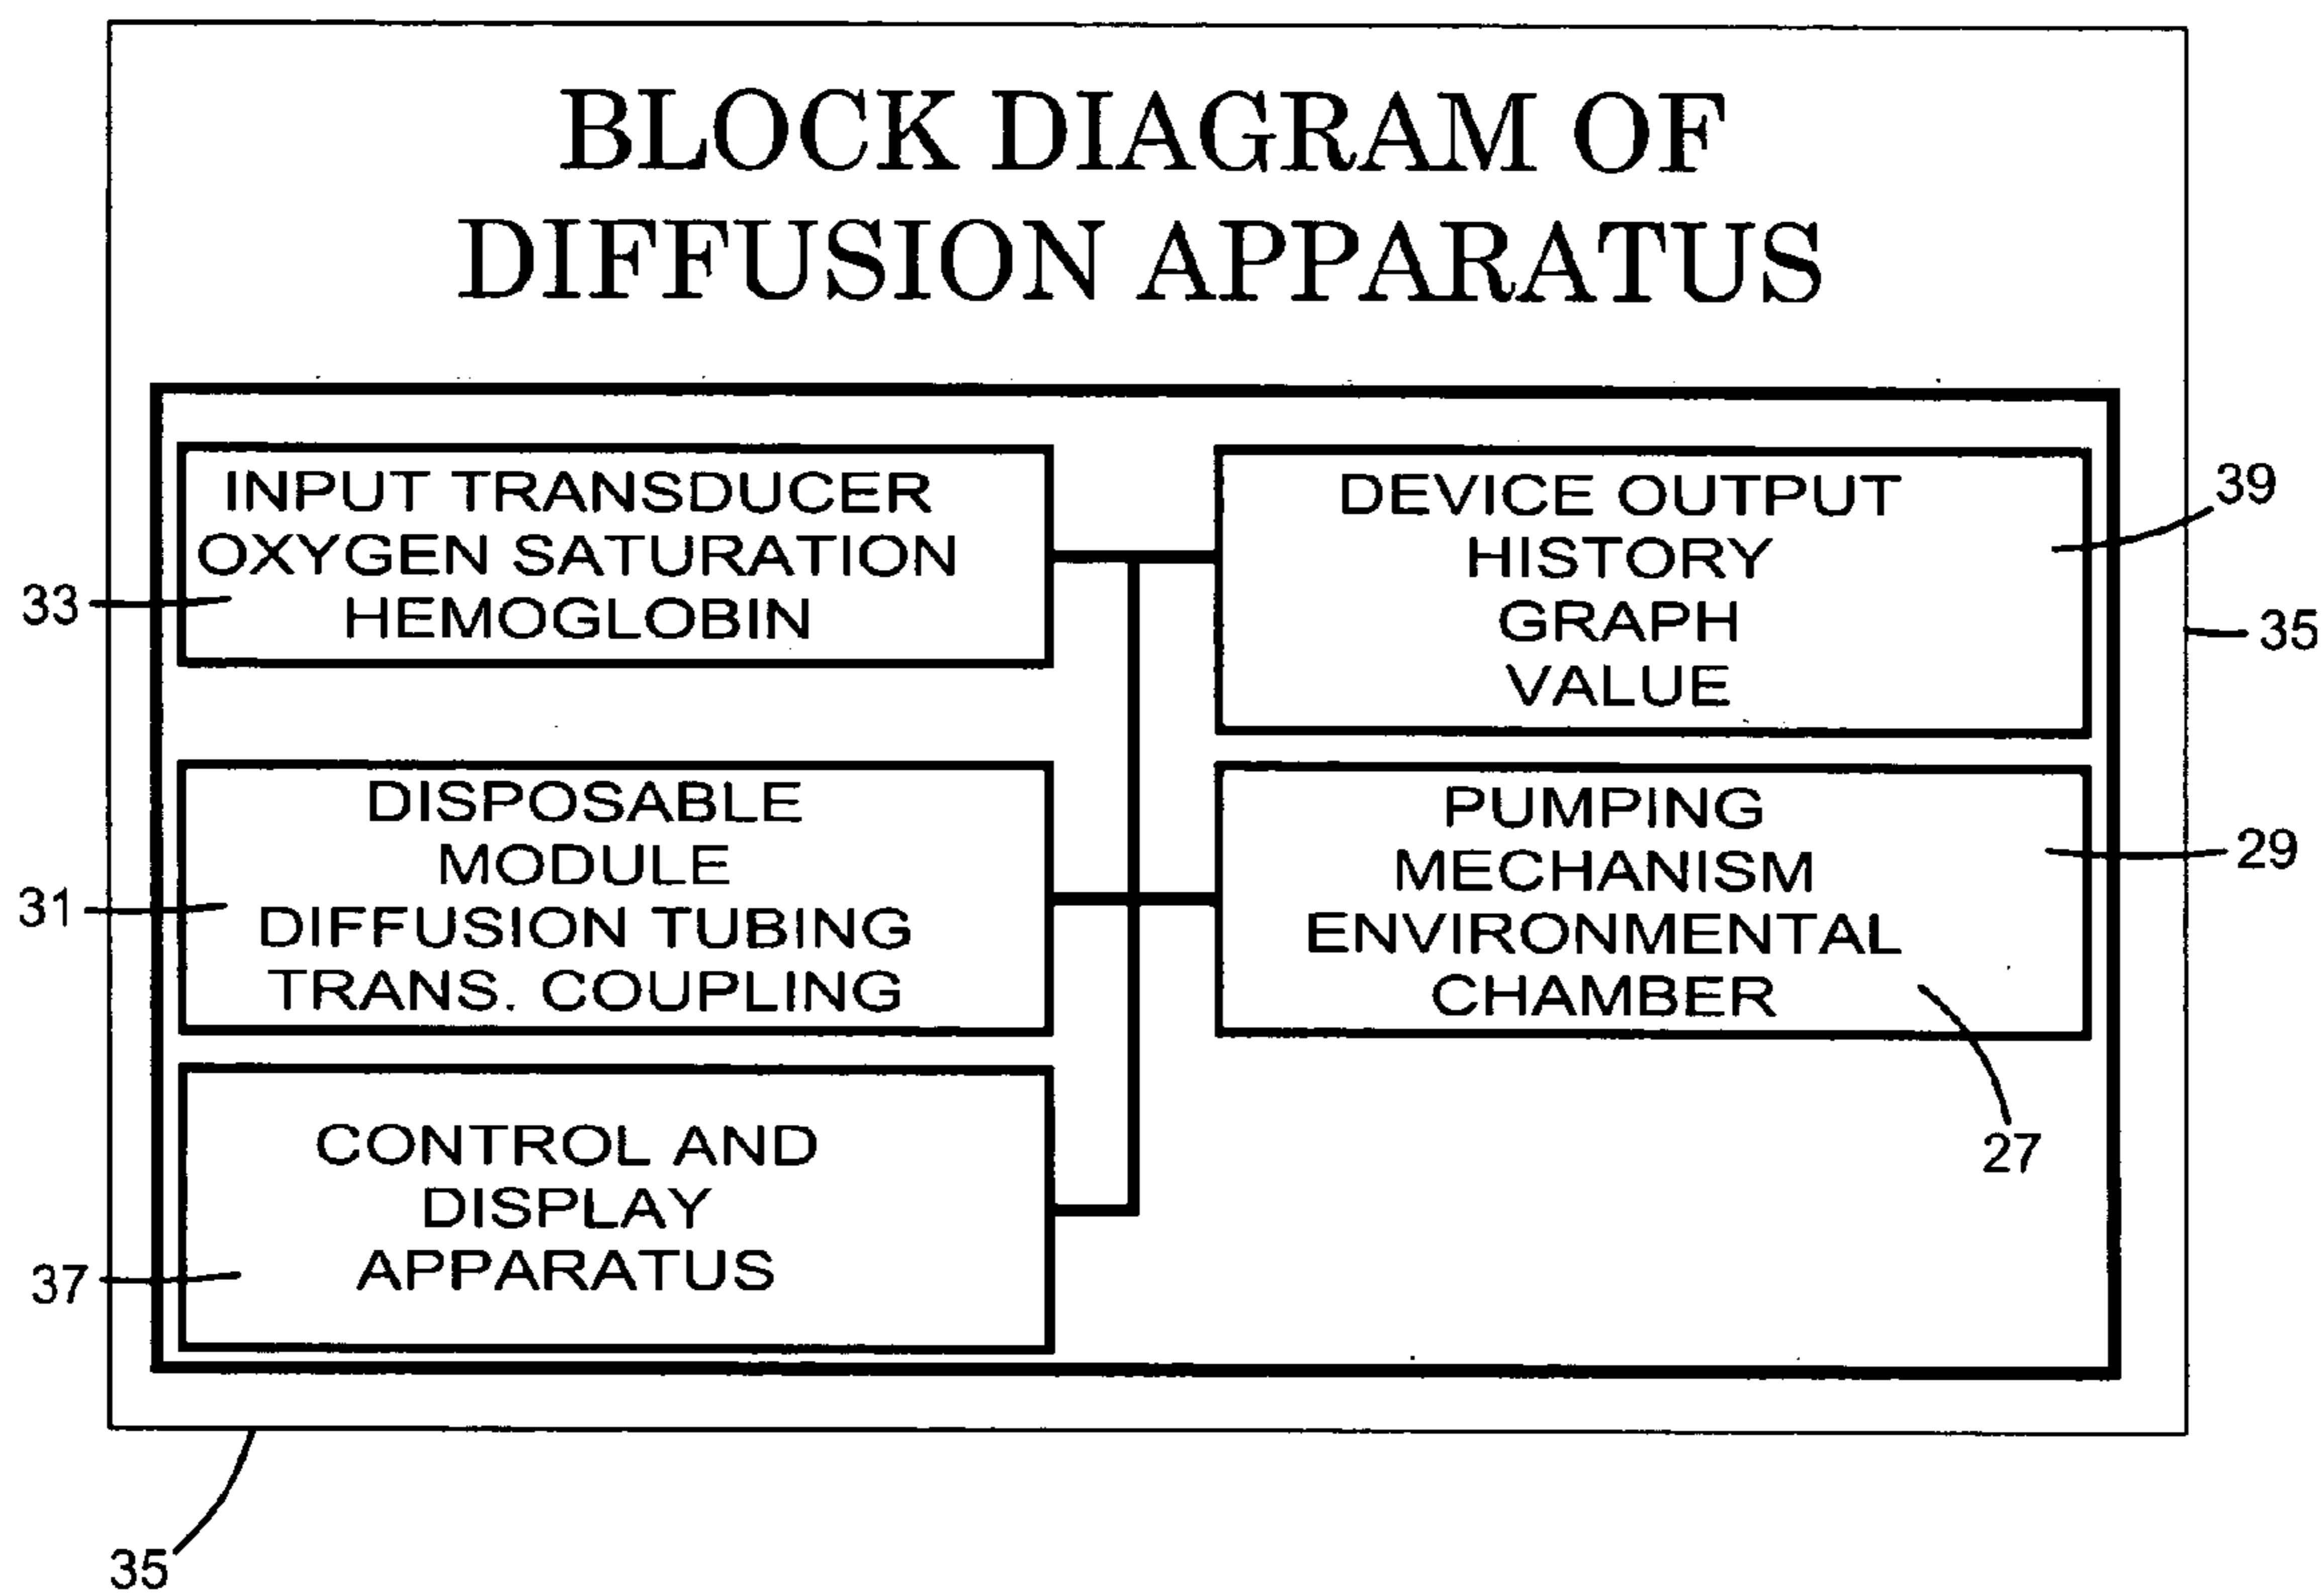 BLOCK DIAGRAM OF
DIFFUSION APPARATUS
INPUT TRANSDUCER
OXYGEN SATURATION
HEMOGLOBIN
33
DEVICE OUTPUT
HISTORY
GRAPH
VALUE
39
35
DISPOSABLE
MODULE
DIFFUSION TUBING
TRANS. COUPLING
31
PUMPING
MECHANISM
ENVIRONMENTAL
CHAMBER
29
27
CONTROL AND
DISPLAY
APPARATUS
37
35